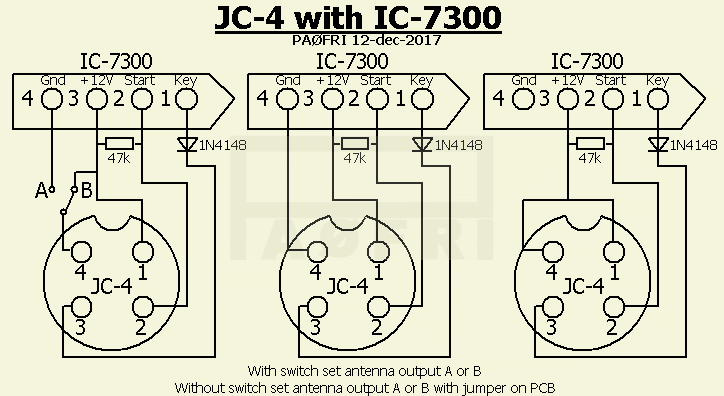 JC-4 with IC-7300
PAØFRI 12-dec-2017
IC-7300 IC-7300 IC-7300
Gnd +12V Start Key Gnd +12V Start Key Gnd +12V Start Key
4 3 2 1 4 3 2 1 4 3 2 1
1N4148 1N4148 1N4148
47k 47k 47k
A B
PAØFRI
4 1 4 1 4 1
JC-4 JC-4 JC-4
3 2 3 2 3 2
With switch set antenna output A or B
Without switch set antenna output A or B with jumper on PCB